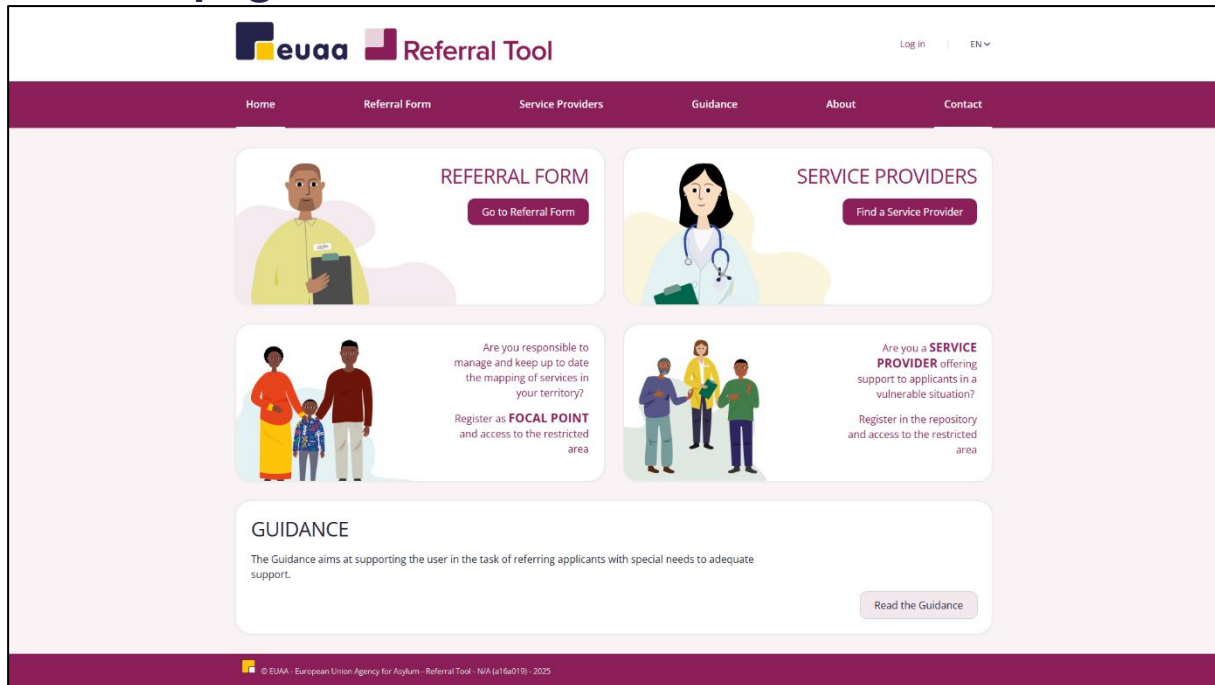 euaa Referral Tool
Log in | EN
Home Referral Form Service Providers Guidance About Contact
REFERRAL FORM
Go to Referral Form
SERVICE PROVIDERS
Find a Service Provider
Are you responsible to
manage and keep up to date
the mapping of services in
your territory?
Register as FOCAL POINT
and access to the restricted
area
Are you a SERVICE
PROVIDER offering
support to applicants in a
vulnerable situation?
Register in the repository
and access to the restricted
area
GUIDANCE
The Guidance aims at supporting the user in the task of referring applicants with special needs to adequate
support.
Read the Guidance
© EUAA - European Union Agency for Asylum - Referral Tool - N/A (a16a019) - 2025